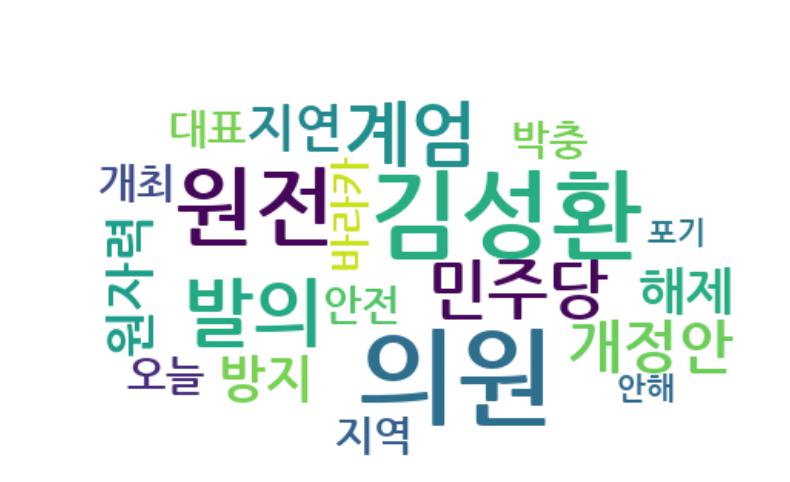 대표
지연
계엄
박충
개최
원전
바라카
김성환
포기
원자력
발의
안전
민주당
해제
오늘
방지
의원
개정안
안해
지역